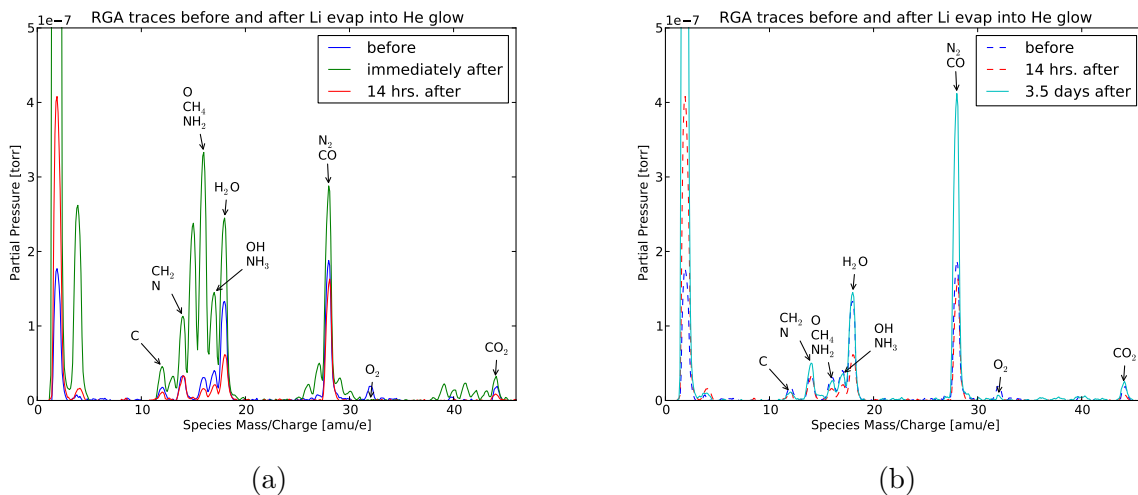 RGA traces before and after Li evap into He glow
1e−7
before
immediately after
14 hrs. after
O
CH₄
NH₂
N₂
CO
H₂O
OH
NH₃
CH₂
N
C
O₂
CO₂
5
4
3
2
1
0
0 10 20 30 40
Partial Pressure [torr]
Species Mass/Charge [amu/e]
(a)
RGA traces before and after Li evap into He glow
1e−7
before
14 hrs. after
3.5 days after
N₂
CO
H₂O
CH₂
N
O
CH₄
NH₂
OH
NH₃
C
O₂
CO₂
5
4
3
2
1
0
0 10 20 30 40
Partial Pressure [torr]
Species Mass/Charge [amu/e]
(b)